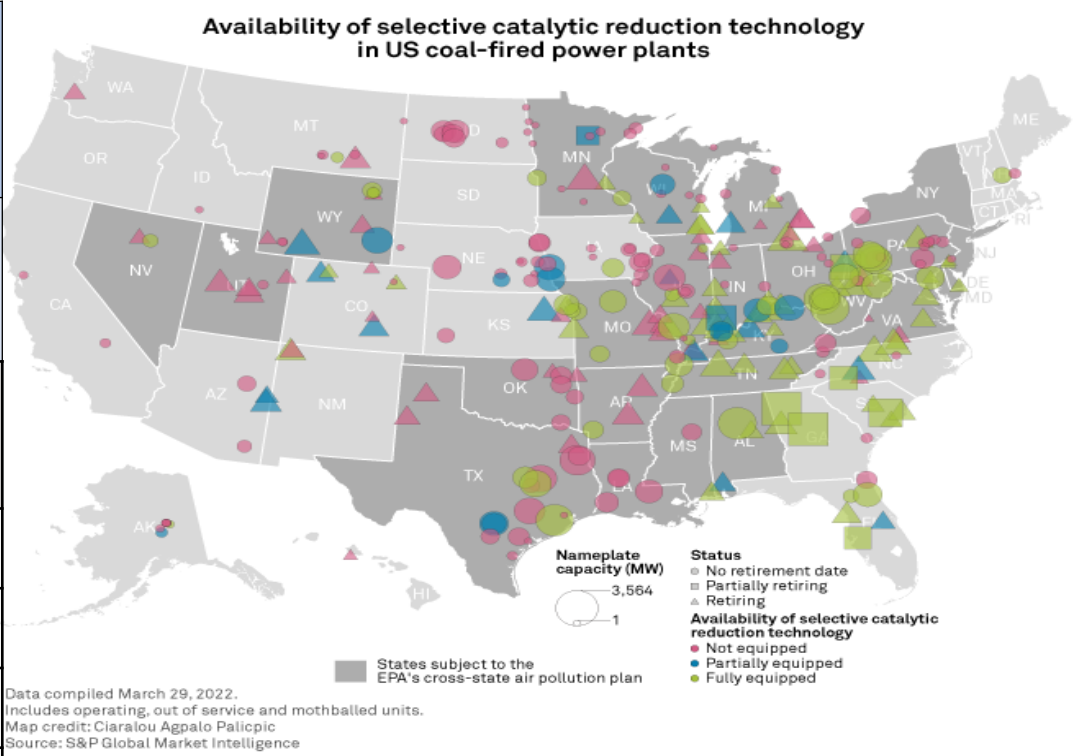 Availability of selective catalytic reduction technology
in US coal-fired power plants
WA
MT
ME
OR
ID
MN
VT
SD
WY
MI
NY
MA
CT
RI
NE
PA
NJ
NV
OH
DE
MD
IN
CA
CO
WV
KS
MO
VA
KY
NC
AZ
NM
OK
TN
AR
MS
AL
GA
TX
LA
AK
HI
Nameplate
capacity (MW)
3,564
1
Status
No retirement date
Partially retiring
Retiring
Availability of selective catalytic
reduction technology
Not equipped
Partially equipped
Fully equipped
States subject to the
EPA's cross-state air pollution plan
Data compiled March 29, 2022.
Includes operating, out of service and mothballed units.
Map credit: Ciaralou Agpalo Palicpic
Source: S&P Global Market Intelligence